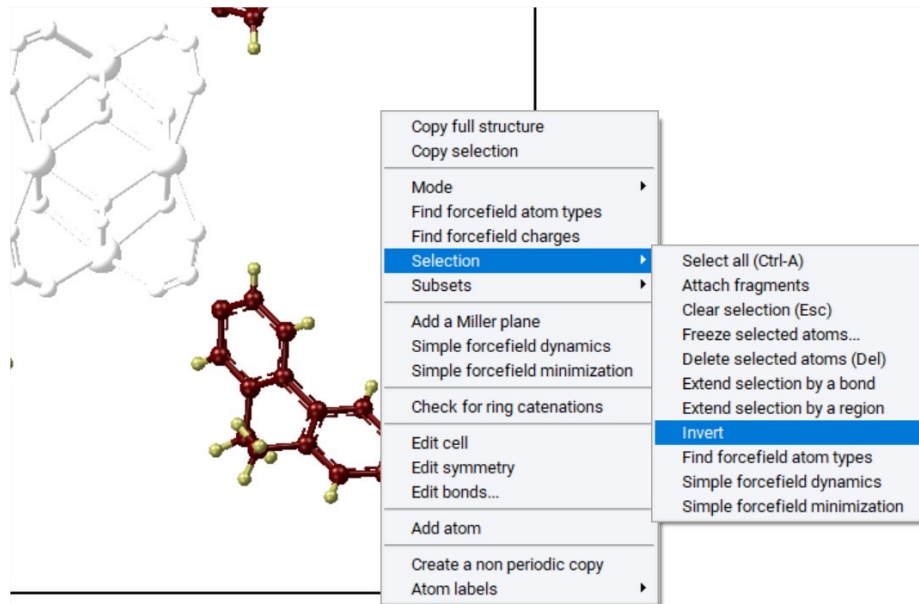 Copy full structure
Copy selection
Mode
Find forcefield atom types
Find forcefield charges
Selection
Subsets
Add a Miller plane
Simple forcefield dynamics
Simple forcefield minimization
Check for ring catenations
Edit cell
Edit symmetry
Edit bonds...
Add atom
Create a non periodic copy
Atom labels
Select all (Ctrl-A)
Attach fragments
Clear selection (Esc)
Freeze selected atoms...
Delete selected atoms (Del)
Extend selection by a bond
Extend selection by a region
Invert
Find forcefield atom types
Simple forcefield dynamics
Simple forcefield minimization